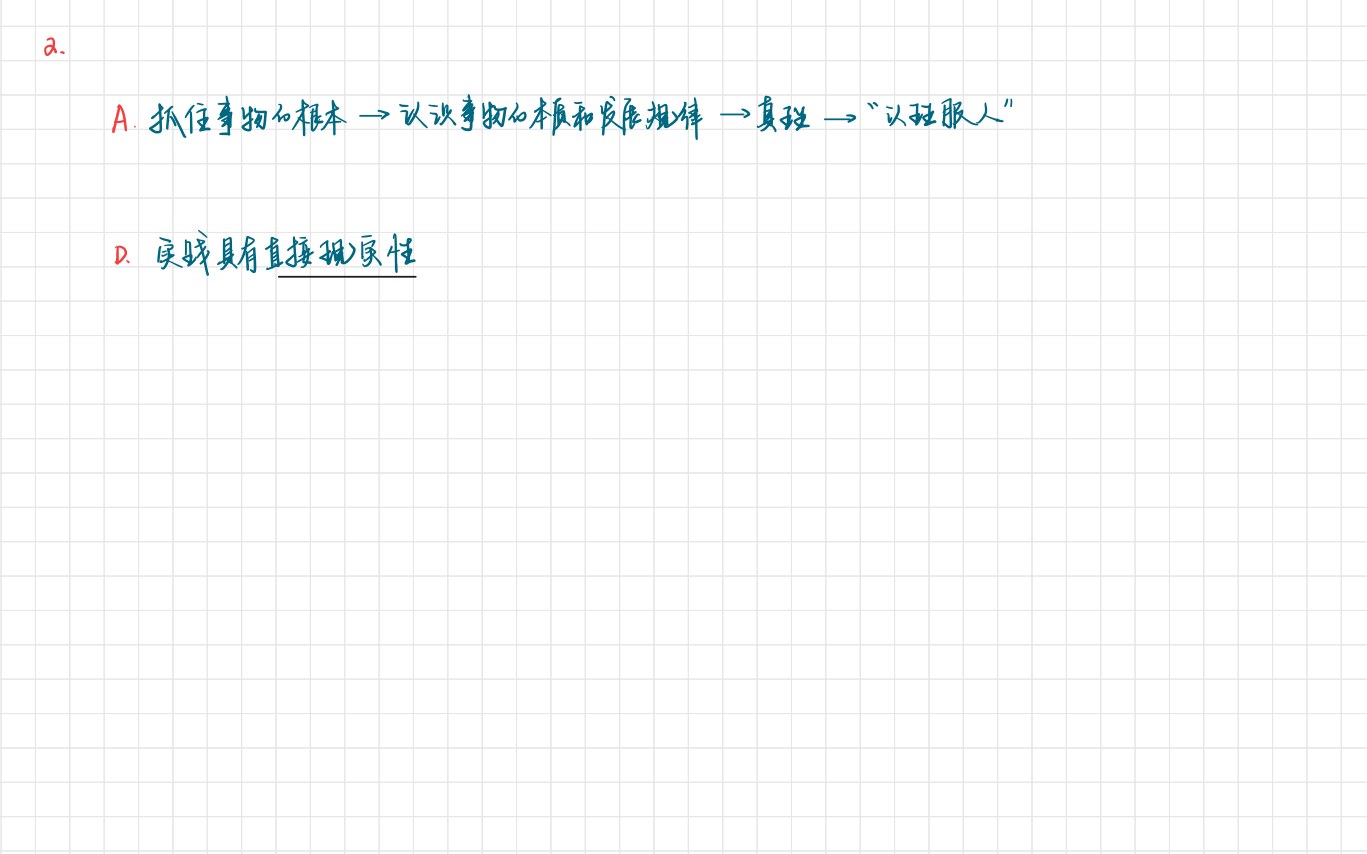 2.
A. 抓住事物的根本 → 认识事物的本质和发展规律 → 真理 → “以理服人”
D. 实践具有直接现实性